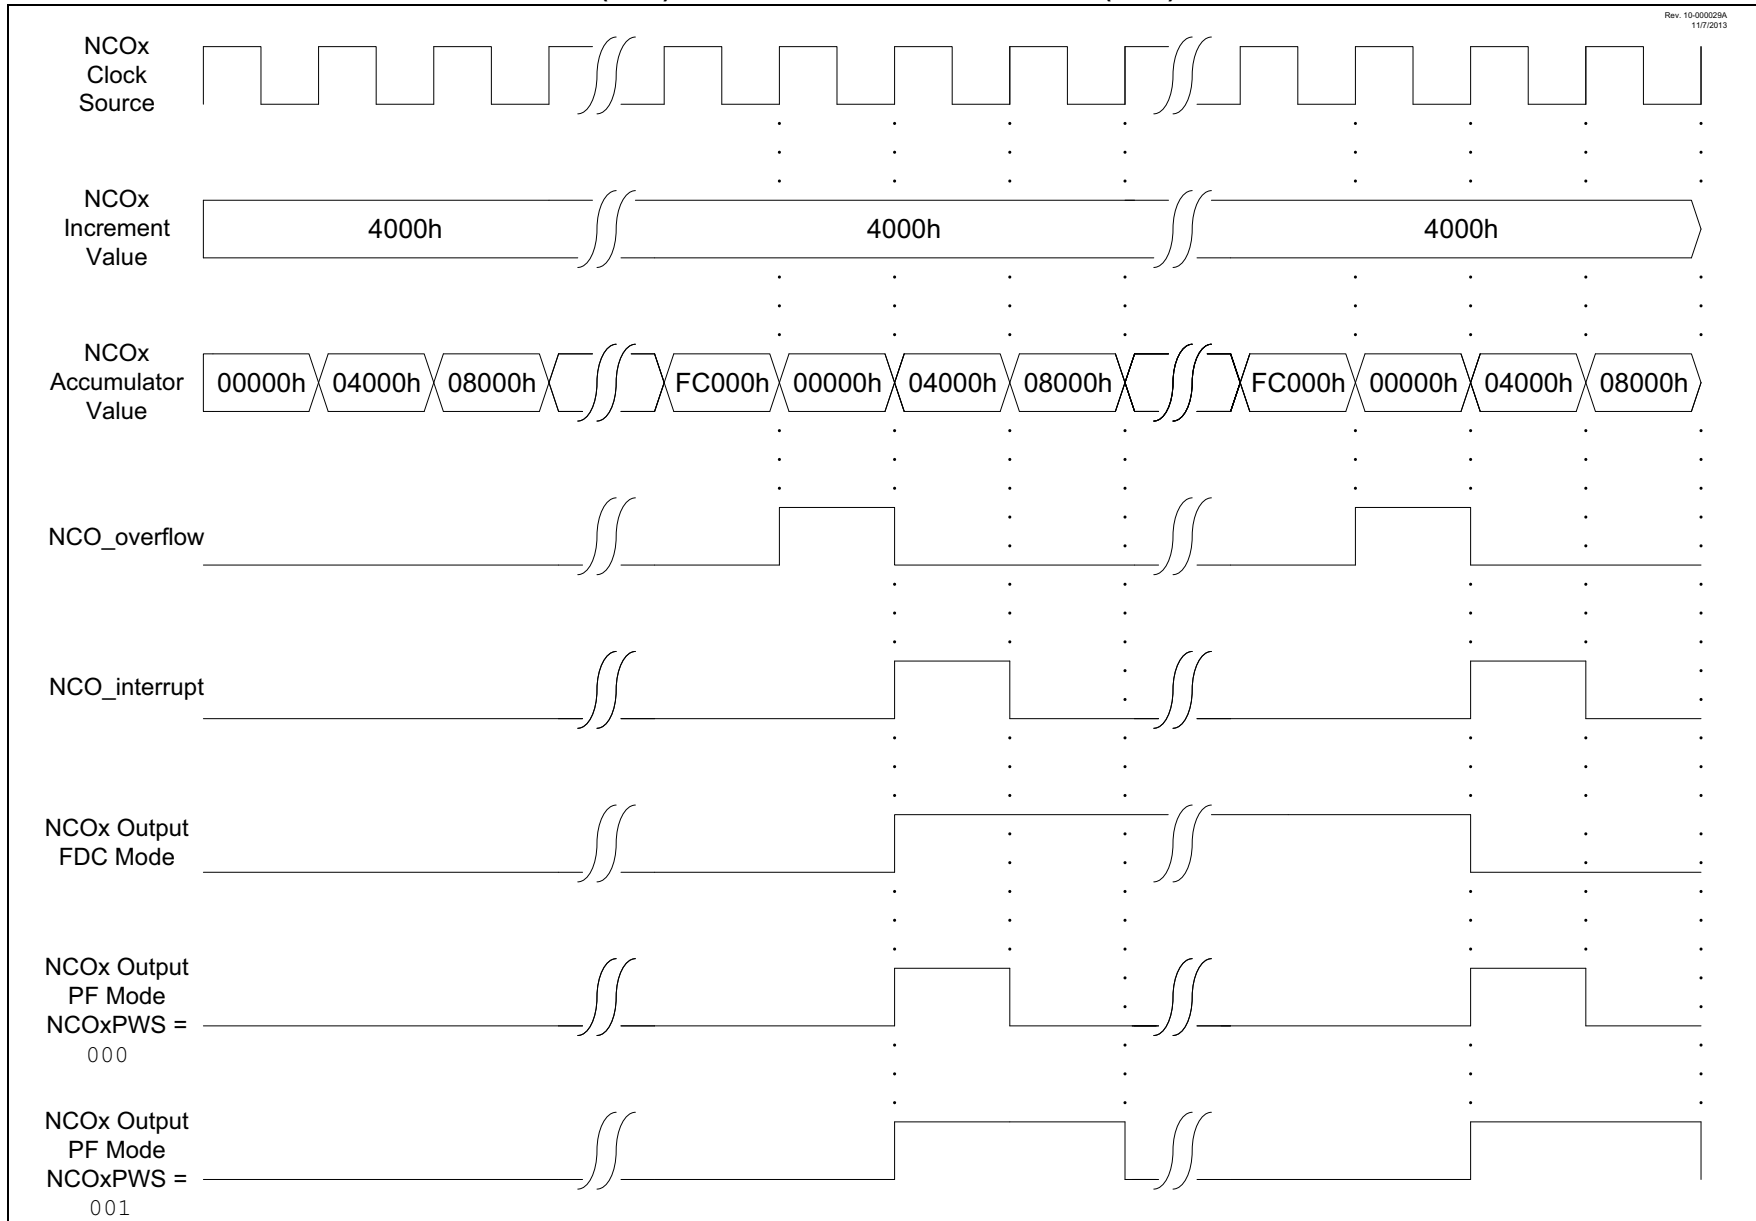 Rev. 10-000029A
11/7/2013
NCOx
Clock
Source
NCOx
Increment
Value
4000h 4000h 4000h
NCOx
Accumulator
Value
00000h 04000h 08000h FC000h 00000h 04000h 08000h FC000h 00000h 04000h 08000h
NCO_overflow
NCO_interrupt
NCOx Output
FDC Mode
NCOx Output
PF Mode
NCOxPWS =
000
NCOx Output
PF Mode
NCOxPWS =
001